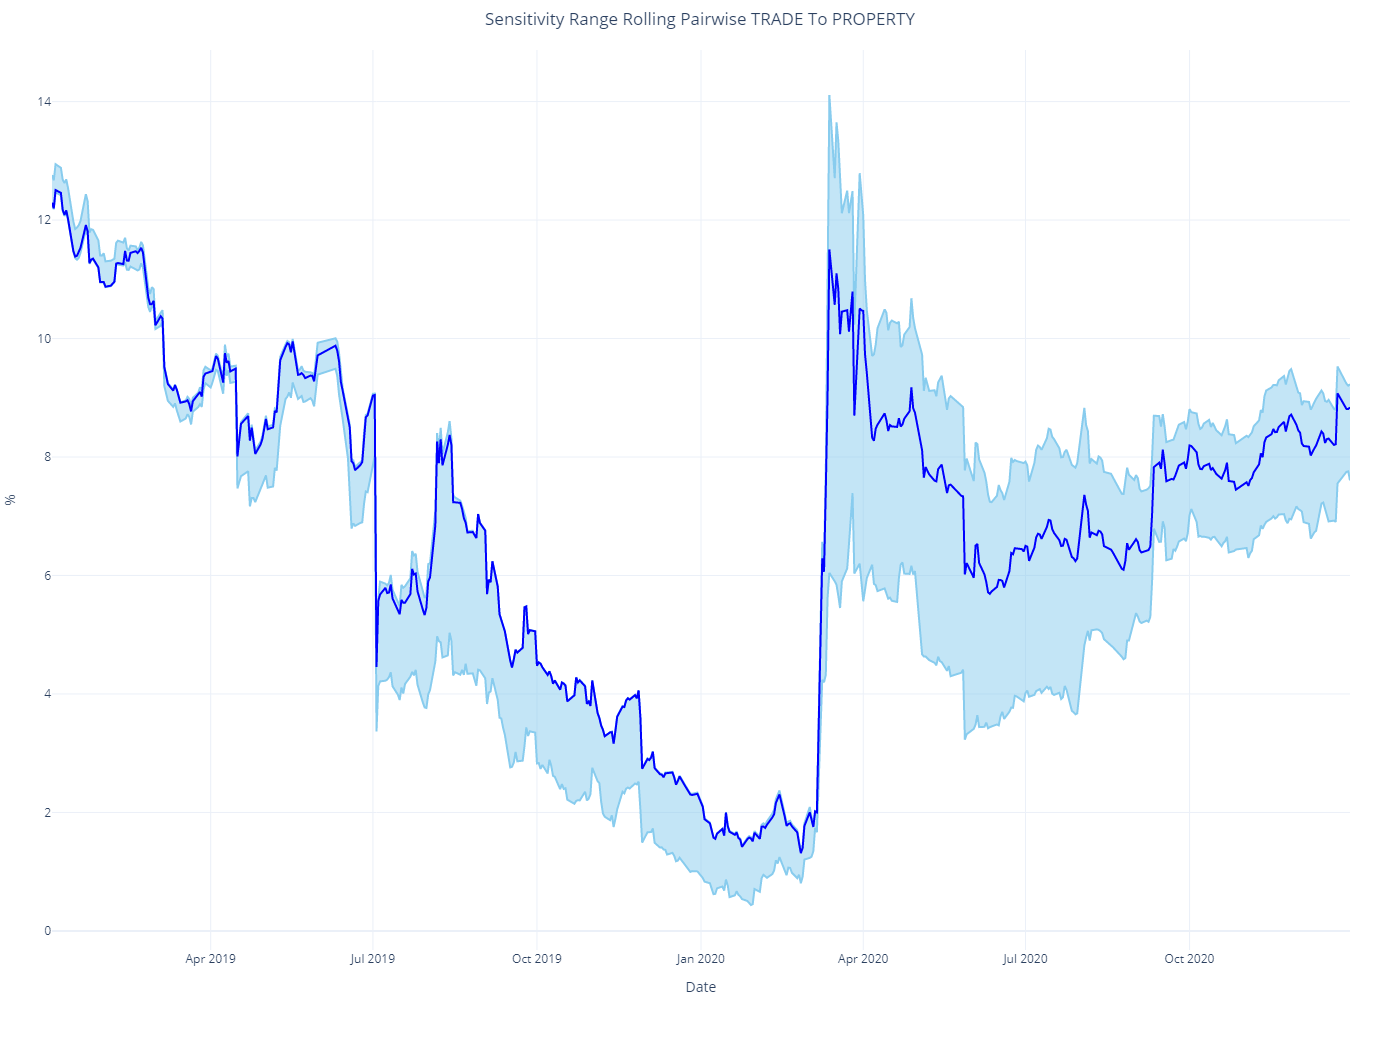 Sensitivity Range Rolling Pairwise TRADE To PROPERTY
14
12
10
8
6
4
2
0
%
Apr 2019
Jul 2019
Oct 2019
Jan 2020
Apr 2020
Jul 2020
Oct 2020
Date